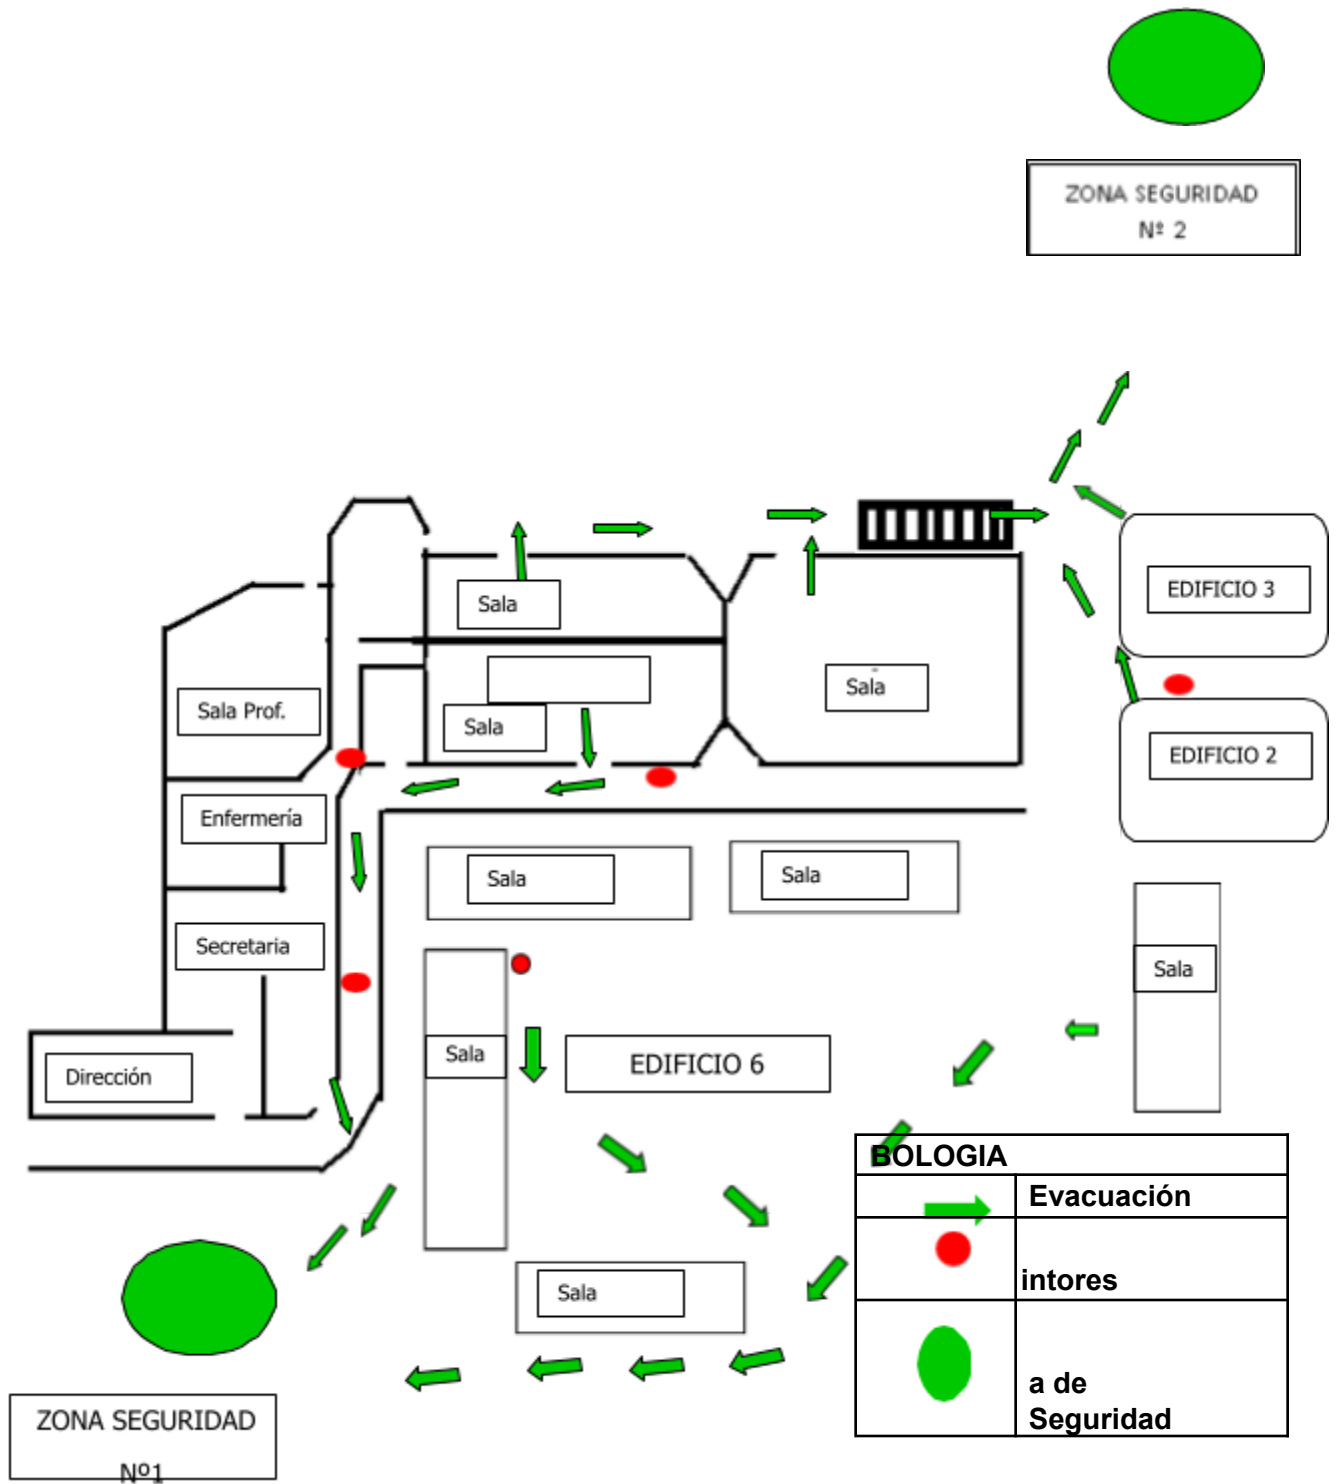 ZONA SEGURIDAD
Nº 2
EDIFICIO 3
Sala
Sala
Sala Prof.
Sala
EDIFICIO 2
Enfermería
Sala
Sala
Secretaria
Sala
Sala
EDIFICIO 6
Dirección
BOLOGIA
Evacuación
intores
Sala
a de
Seguridad
ZONA SEGURIDAD
Nº1